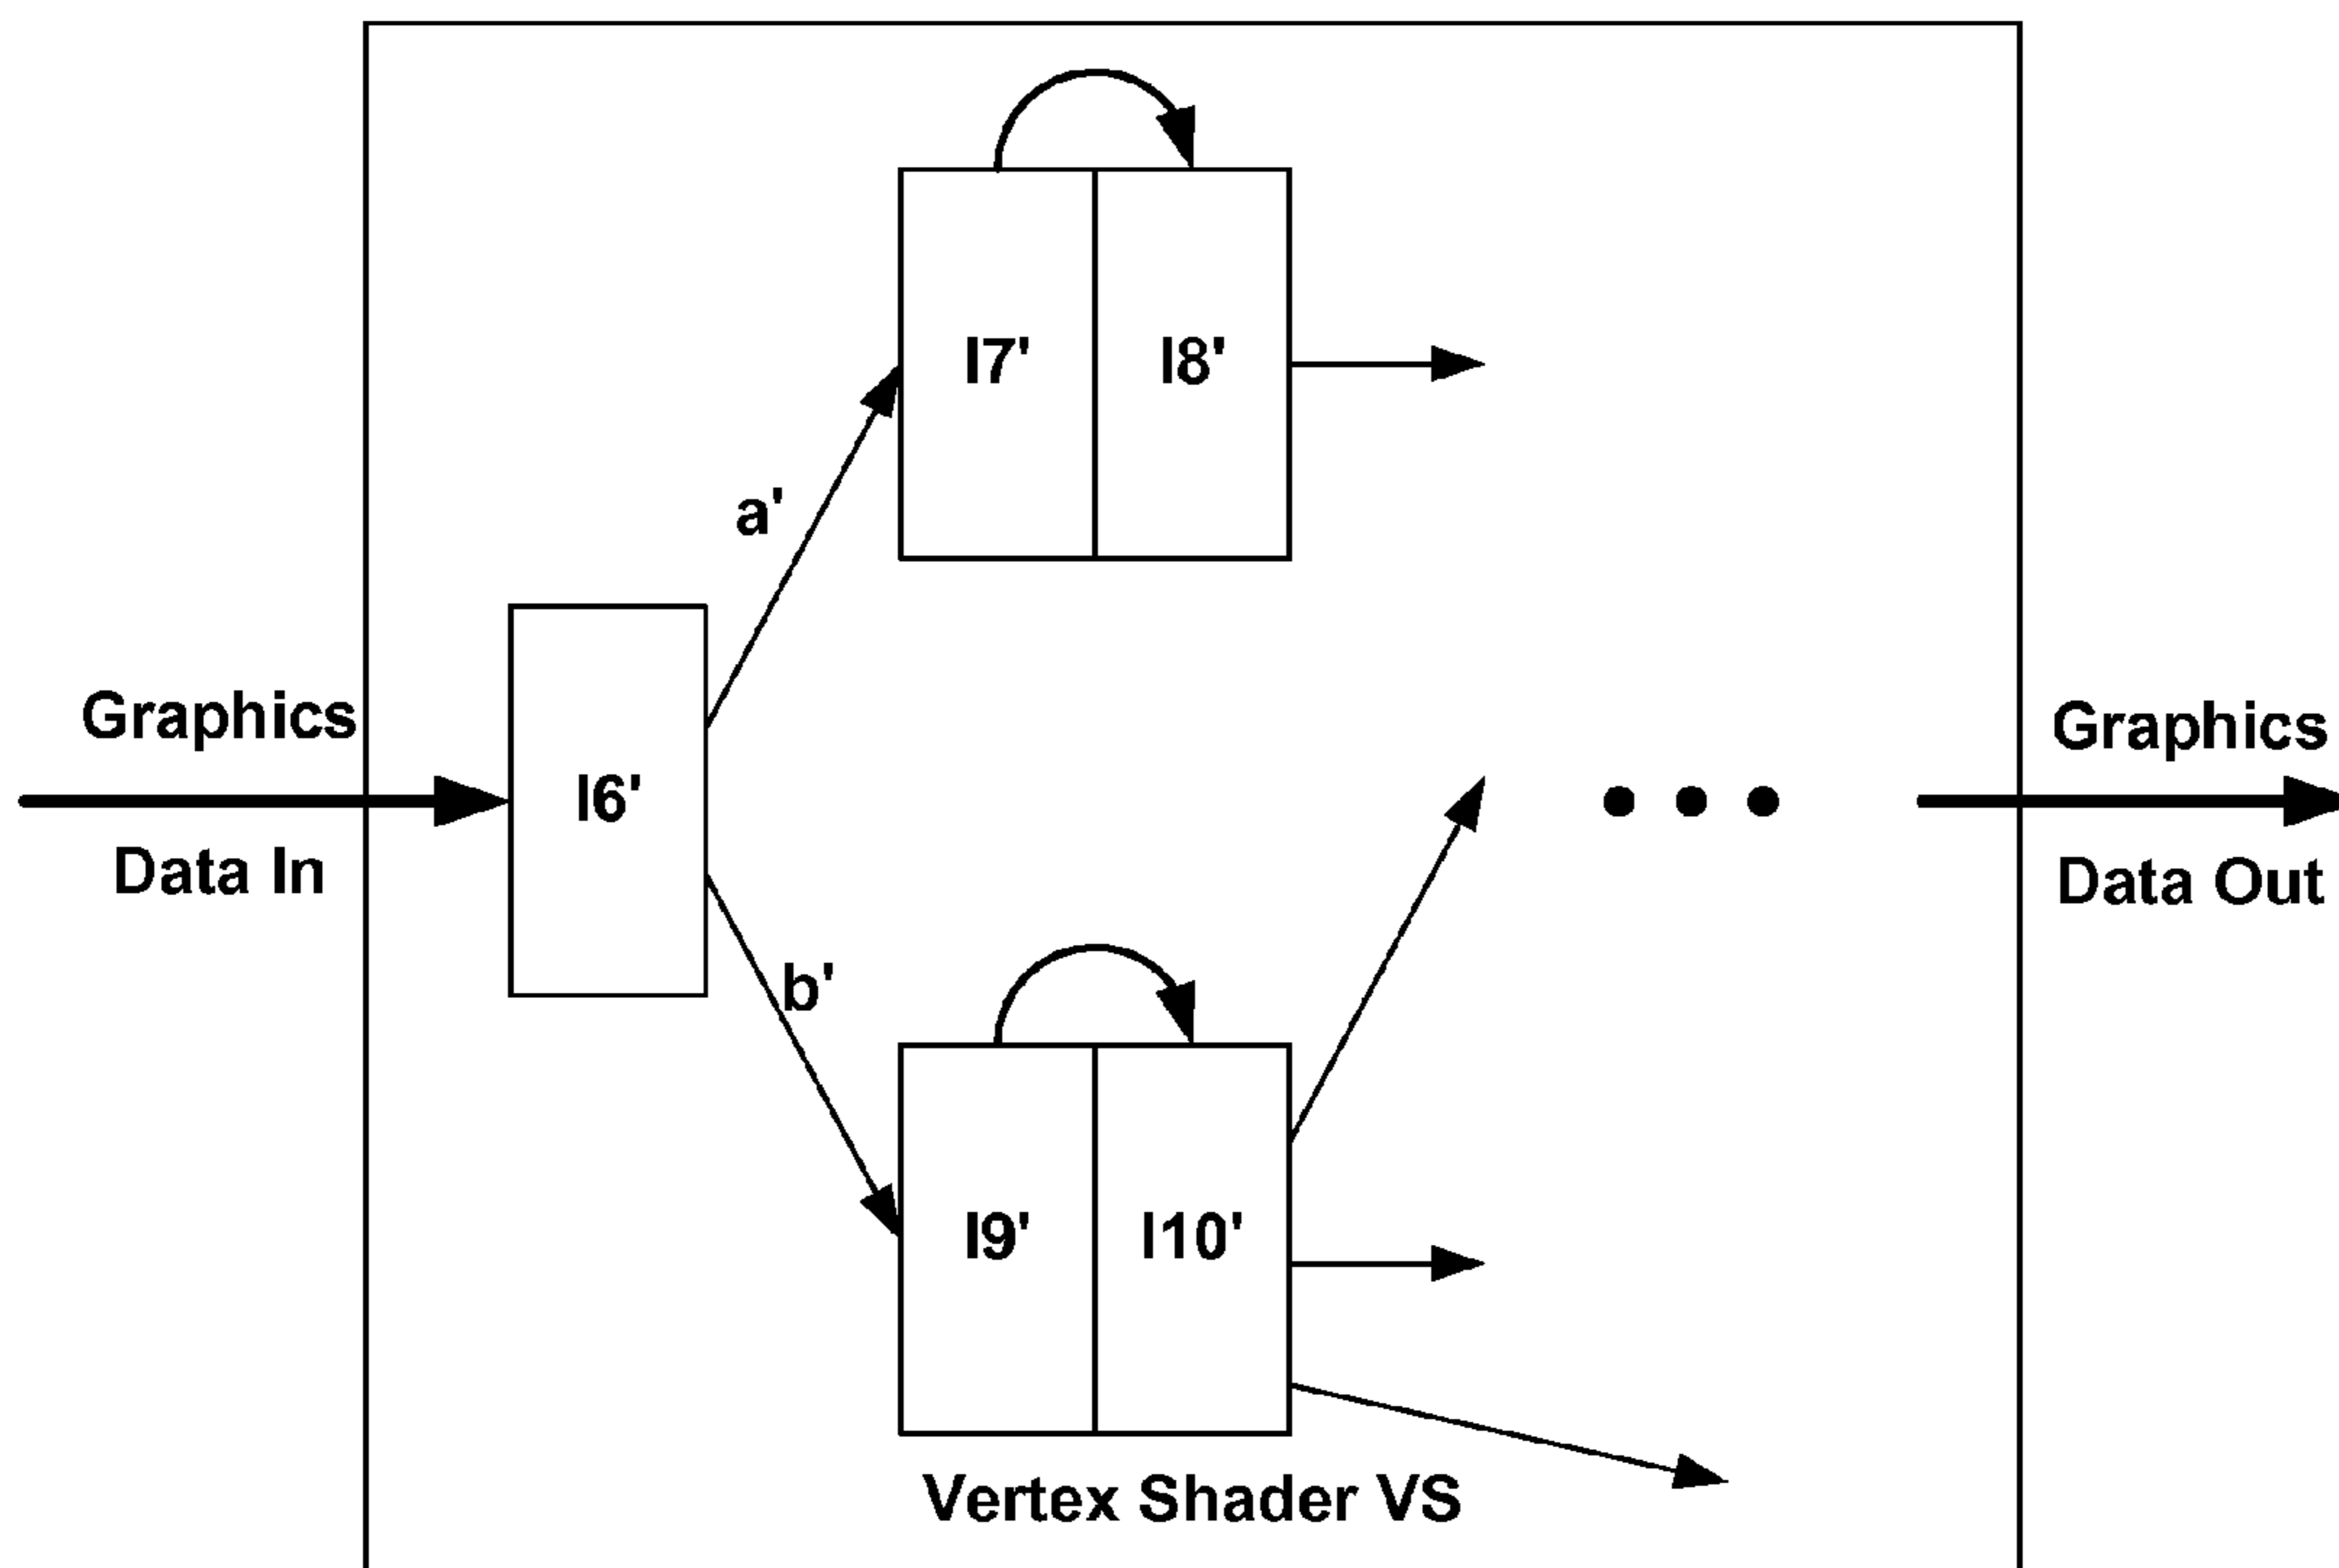 I7'
I8'
a'
Graphics
Data In
I6'
b'
I9'
I10'
Graphics
Data Out
Vertex Shader VS